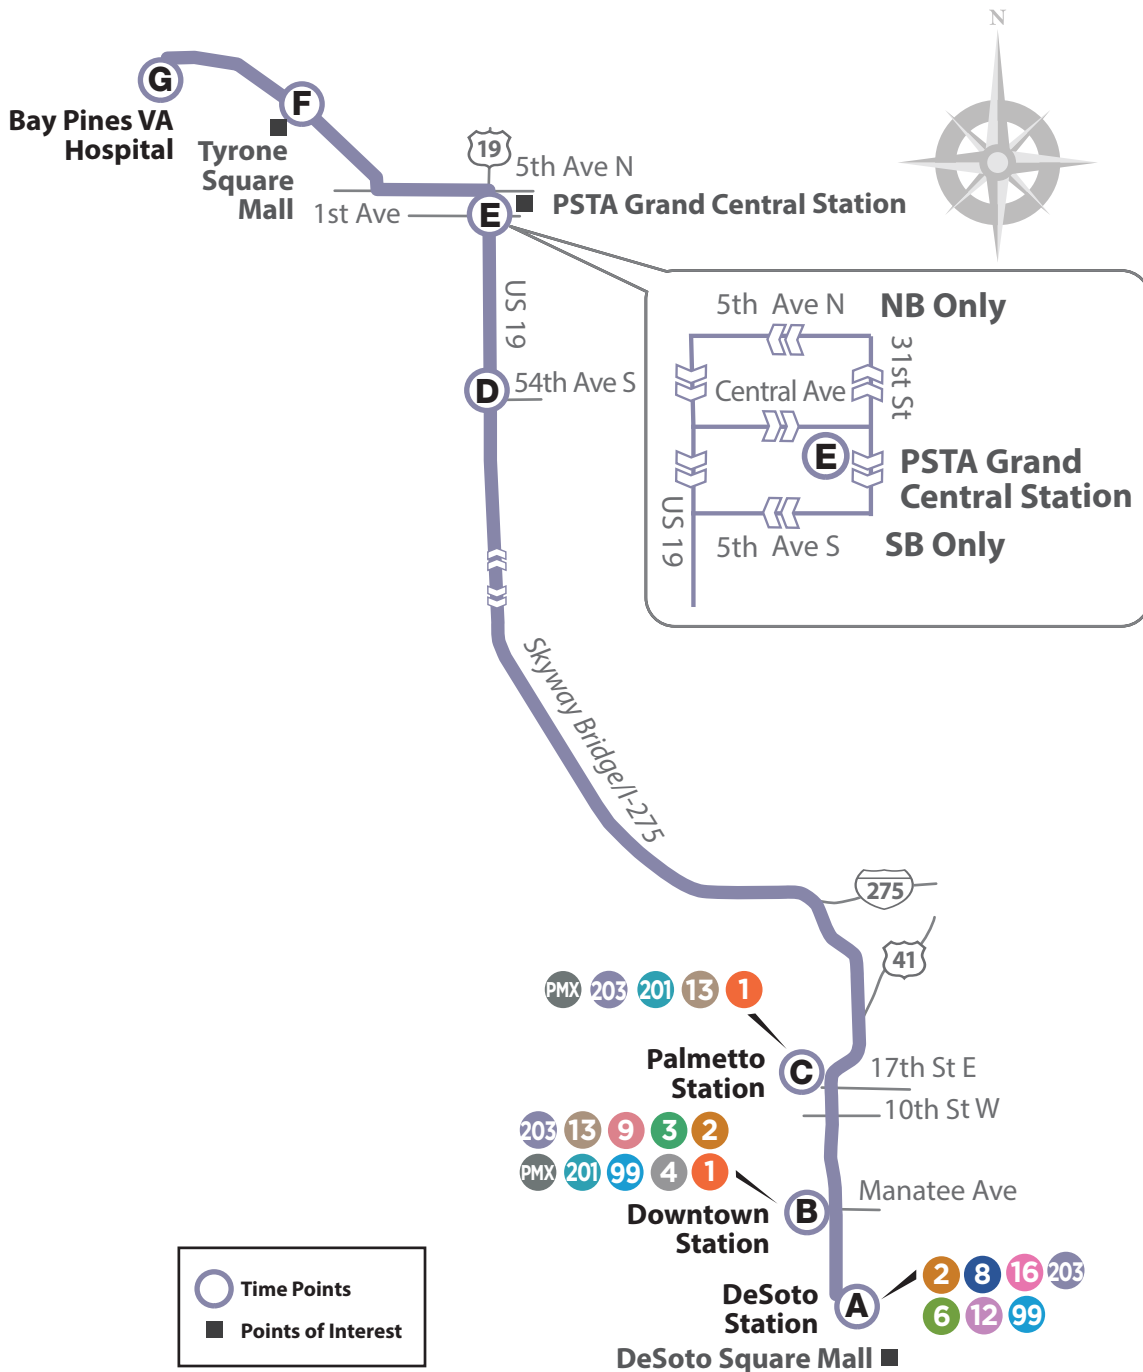 N
G
Bay Pines VA
Hospital
F
Tyrone
Square
Mall
19
5th Ave N
1st Ave
E
PSTA Grand Central Station
US 19
D
54th Ave S
5th Ave N
NB Only
31st St
Central Ave
E
PSTA Grand
Central Station
US 19
5th Ave S
SB Only
Skyway Bridge/I-275
275
41
PMX 203 201 13 1
Palmetto
Station
C
17th St E
10th St W
203 13 9 3 2
PMX 201 99 4 1
Downtown
Station
B
Manatee Ave
DeSoto
Station
A
2 8 16 203
6 12 99
DeSoto Square Mall
Time Points
Points of Interest